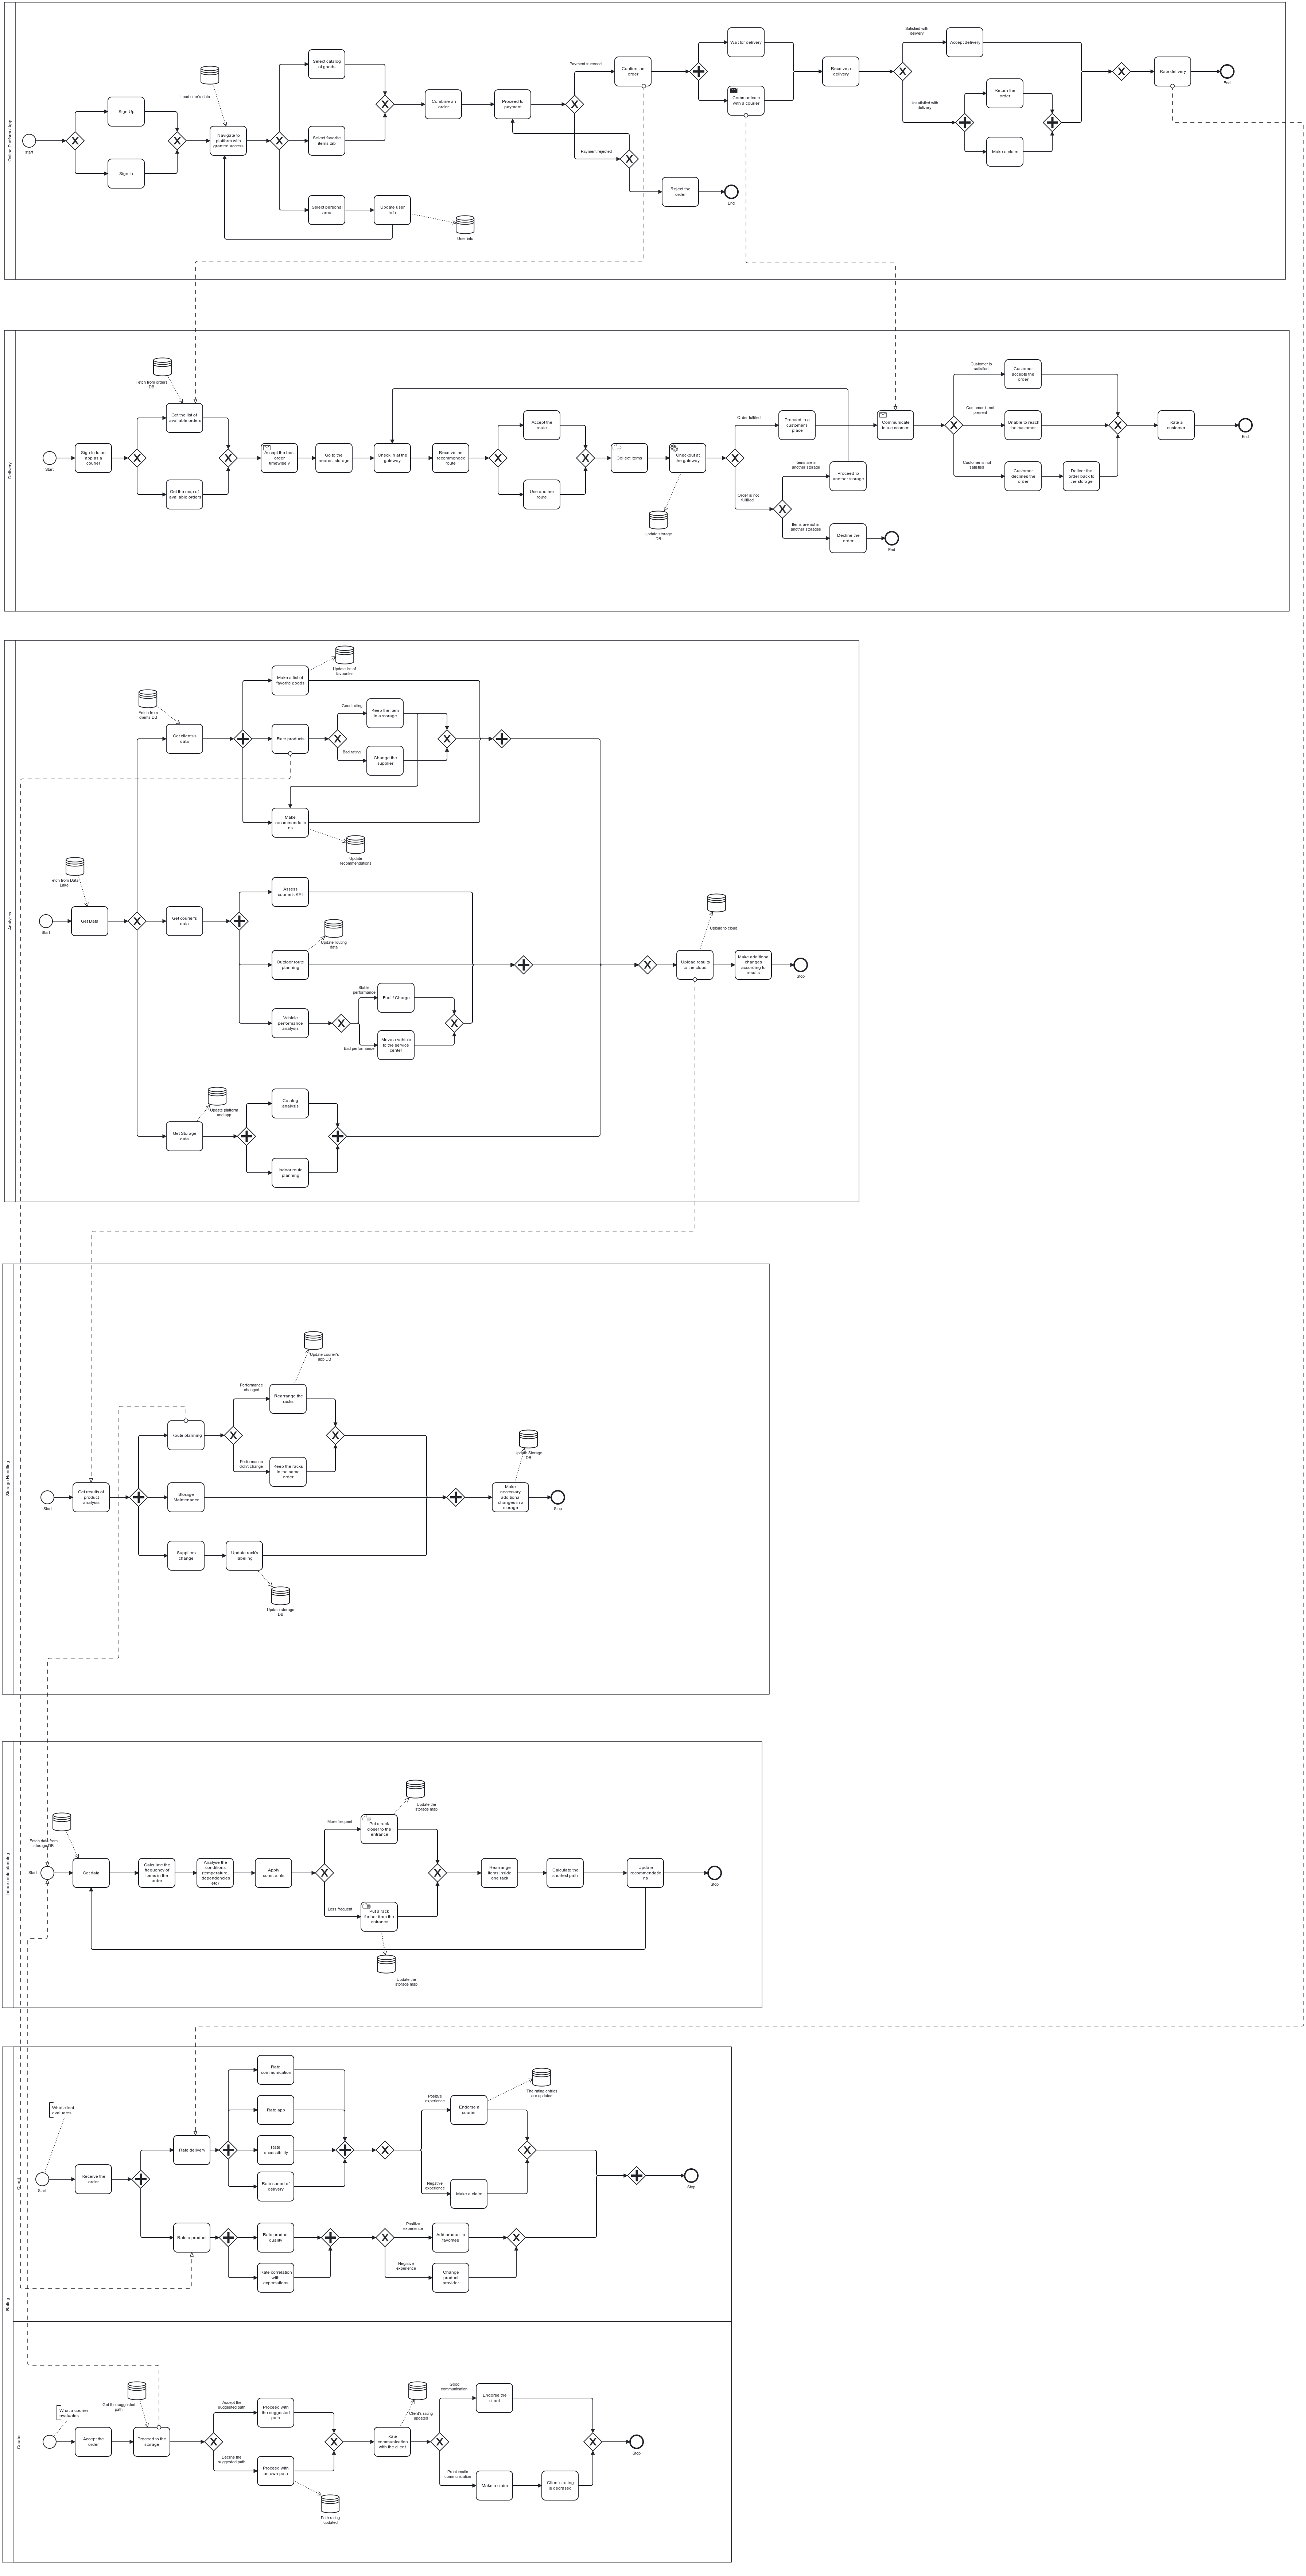 Online Platform / App
start
Sign Up
Sign in
Load user's data
Navigate to
platform with
granted access
Select catalog
of goods
Select favorite
items tab
Select personal
area
Update user
info
User info
Combine an
order
Proceed to
payment
Payment succeed
Payment rejected
Confirm the
order
Reject the
order
End
Wait for delivery
Communicate
with a courier
Receive a
delivery
Satisfied with
delivery
Unsatisfied with
delivery
Accept delivery
Return the
order
Make a claim
Rate delivery
End
Delivery
Start
Sign in to an
app as a
courier
Fetch from orders
DB
Get the list of
available orders
Get the map of
available orders
Accept the best
order
timewisely
Go to the
nearest storage
Check in at the
gateway
Receive the
recommended
route
Accept the
route
Use another
route
Collect items
Checkout at
the gateway
Update storage
DB
Order fulfilled
Order is not
fulfilled
Proceed to a
customer's
place
Items are in
another storage
Proceed to
another storage
Items are not in
another storages
Decline the
order
End
Communicate
to a customer
Customer is
satisfied
Customer is not
present
Customer is not
satisfied
Customer
accepts the
order
Unable to reach
the customer
Customer
declines the
order
Deliver the
order back to
the storage
Rate a
customer
End
Analytics
Start
Fetch from Data
Lake
Get Data
Fetch from
clients DB
Get clients's
data
Make a list of
favorite goods
Update list of
favourites
Rate products
Good rating
Bad rating
Keep the item
in a storage
Change the
supplier
Make
recommendatio
ns
Update
recommendations
Get courier's
data
Assess
courier's KPI
Outdoor route
planning
Update routing
data
Vehicle
performance
analysis
Stable
performance
Bad performance
Fuel / Charge
Move a vehicle
to the service
center
Get Storage
data
Update platform
and app
Catalog
analysis
Indoor route
planning
Upload to cloud
Upload results
to the cloud
Make additional
changes
according to
results
Stop
Storage Handling
Start
Get results of
product
analysis
Route planning
Performance
changed
Performance
didn't change
Rearrange the
racks
Update courier's
app DB
Keep the racks
in the same
order
Storage
Maintenance
Suppliers
change
Update rack's
labeling
Update storage
DB
Make
necessary
additional
changes in a
storage
Update Storage
DB
Stop
Indoor route planning
Start
Fetch data from
storage DB
Get data
Calculate the
frequency of
items in the
order
Analyse the
conditions
(temperature,
dependencies
etc)
Apply
constraints
More frequent
Less frequent
Put a rack
closer to the
entrance
Update the
storage map
Put a rack
further from the
entrance
Update the
storage map
Rearrange
items inside
one rack
Calculate the
shortest path
Update
recommendatio
ns
Stop
Rating
Client
What client
evaluates
Start
Receive the
order
Rate delivery
Rate
communication
Rate app
Rate
accessibility
Rate speed of
delivery
Positive
experience
Negative
experience
Endorse a
courier
The rating entries
are updated
Make a claim
Rate a product
Rate product
quality
Rate correlation
with
expectations
Positive
experience
Negative
experience
Add product to
favorites
Change
product
provider
Stop
Courier
What a courier
evaluates
Accept the
order
Get the suggested
path
Proceed to the
storage
Accept the
suggested path
Decline the
suggested path
Proceed with
the suggested
path
Proceed with
an own path
Path rating
updated
Rate
communication
with the client
Client's rating
updated
Good
communication
Problematic
communication
Endorse the
client
Make a claim
Client's rating
is decrased
Stop